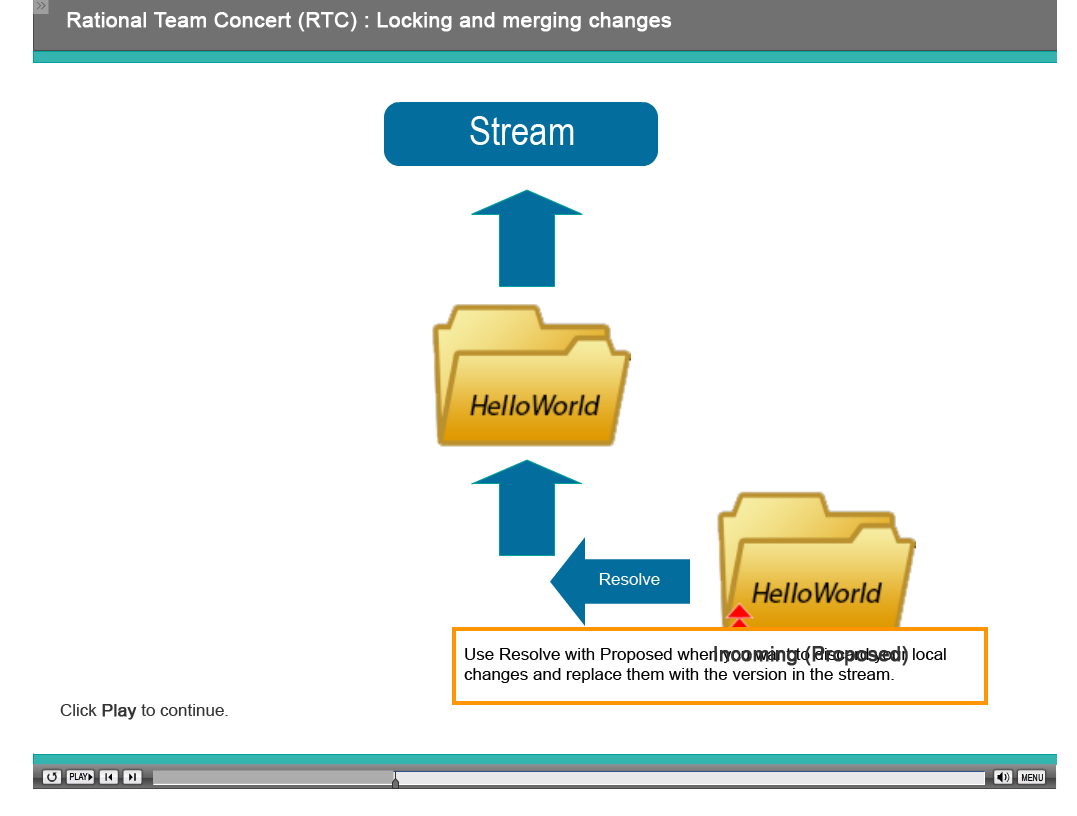 Rational Team Concert (RTC) : Locking and merging changes
Stream
HelloWorld
Resolve
HelloWorld
Incoming (Proposed)
Use Resolve with Proposed when you want to discard your local
changes and replace them with the version in the stream.
Click Play to continue.
PLAY
MENU